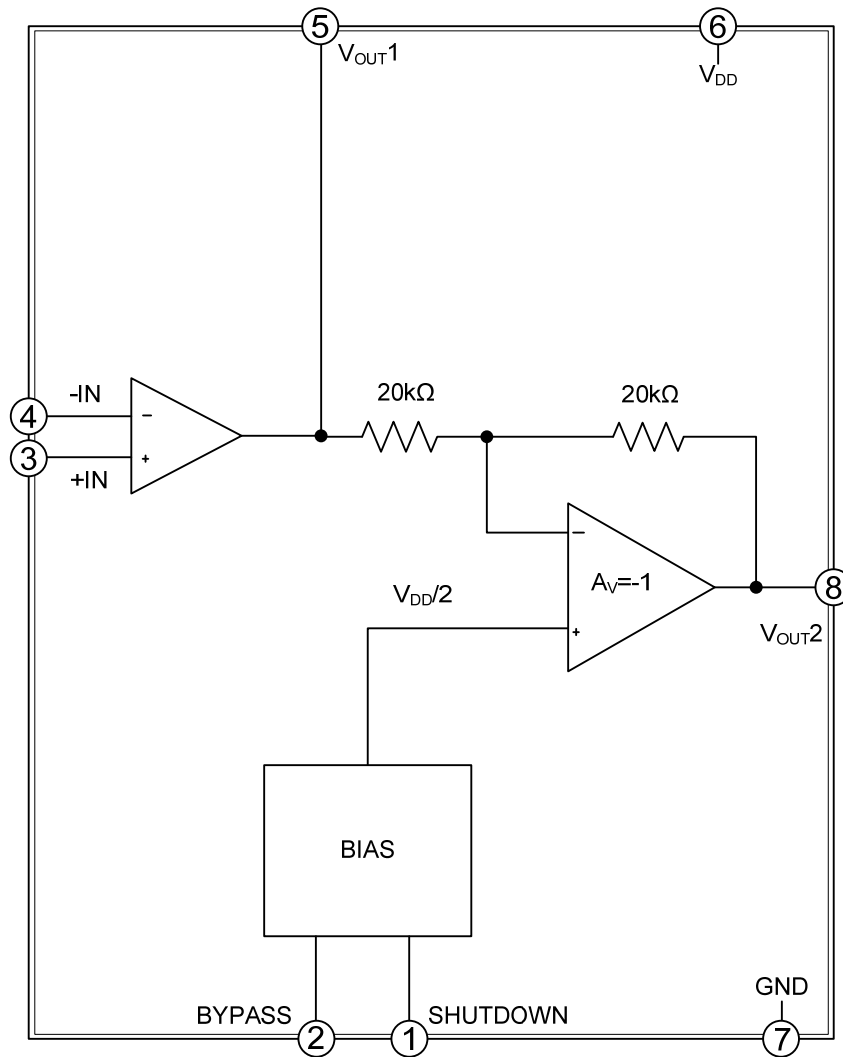 5
6
VOUT1
VDD
-IN
20kΩ
20kΩ
4
−
3
+
+IN
−
AV=-1
8
VDD/2
+
VOUT2
BIAS
GND
BYPASS
SHUTDOWN
2
1
7